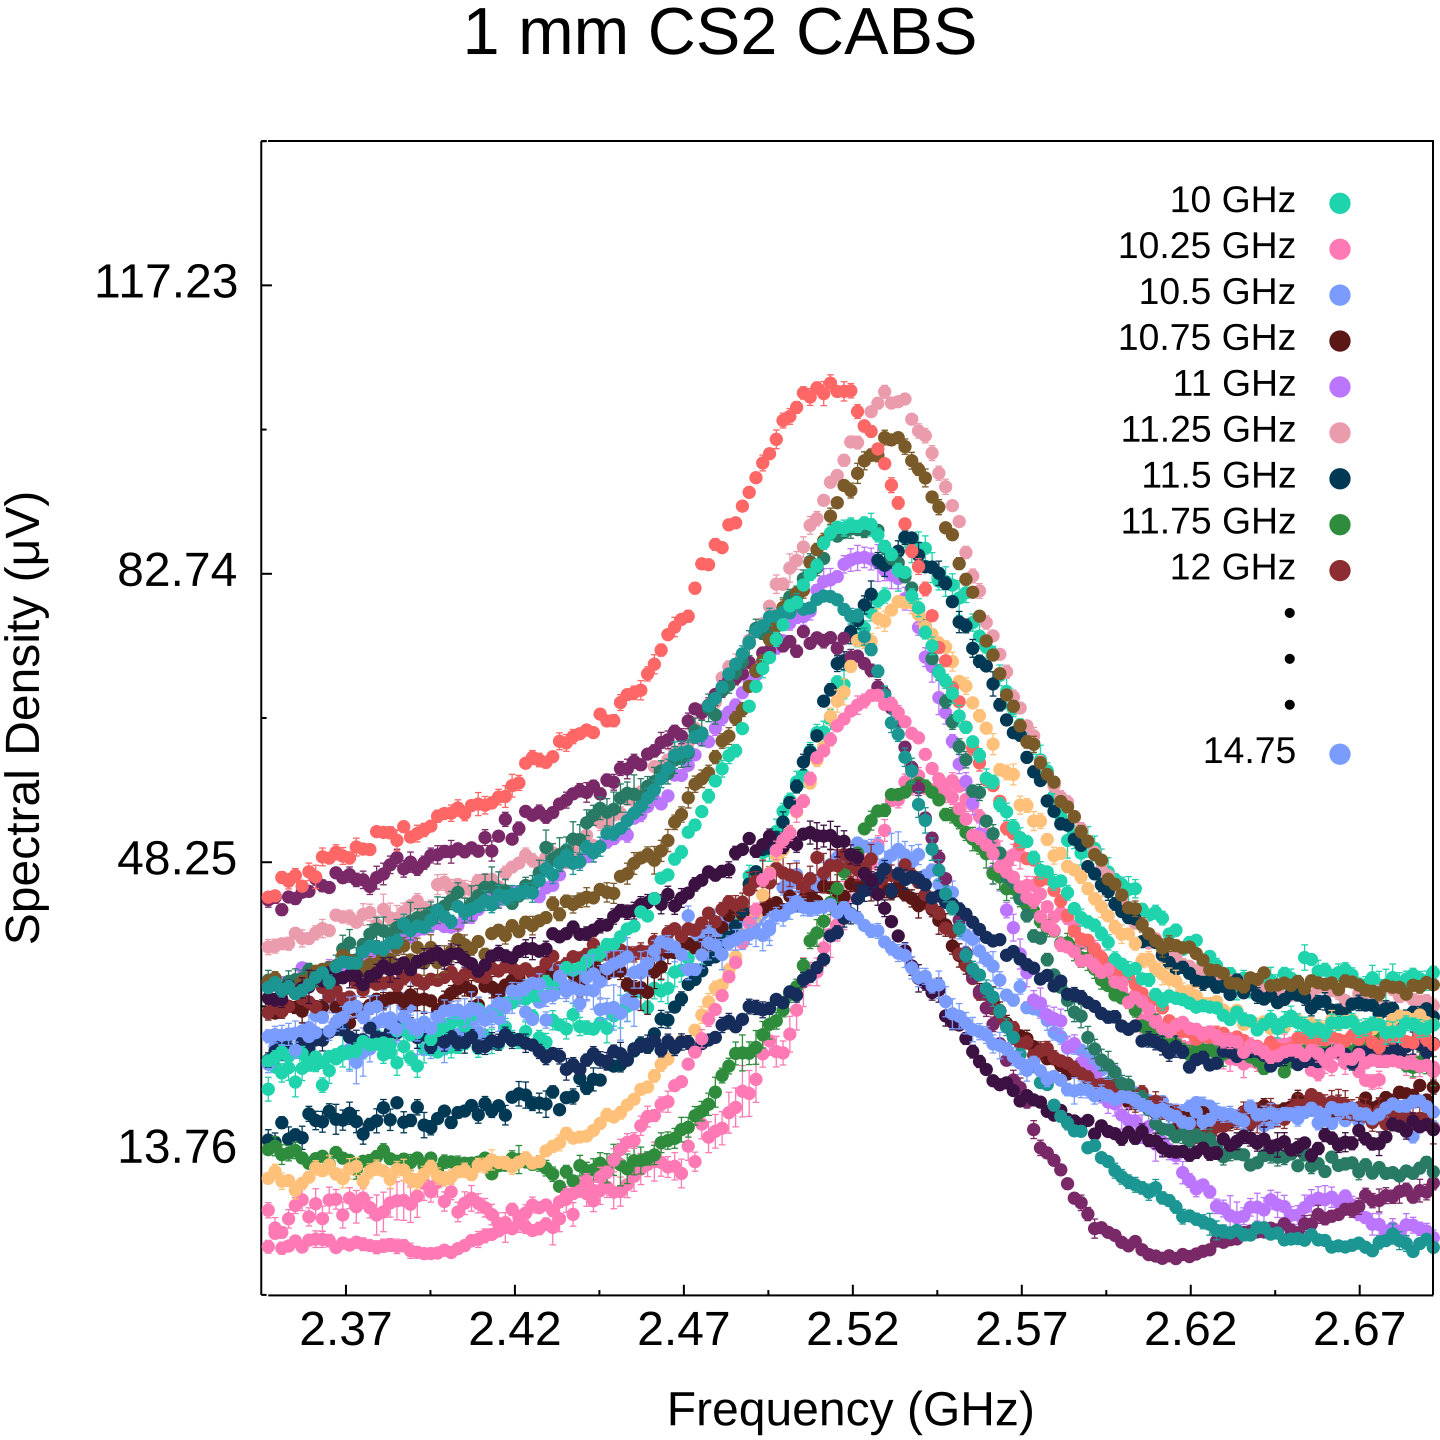 1 mm CS2 CABS
117.23
82.74
48.25
13.76
Spectral Density (μV)
10 GHz
10.25 GHz
10.5 GHz
10.75 GHz
11 GHz
11.25 GHz
11.5 GHz
11.75 GHz
12 GHz
14.75
2.37 2.42 2.47 2.52 2.57 2.62 2.67
Frequency (GHz)